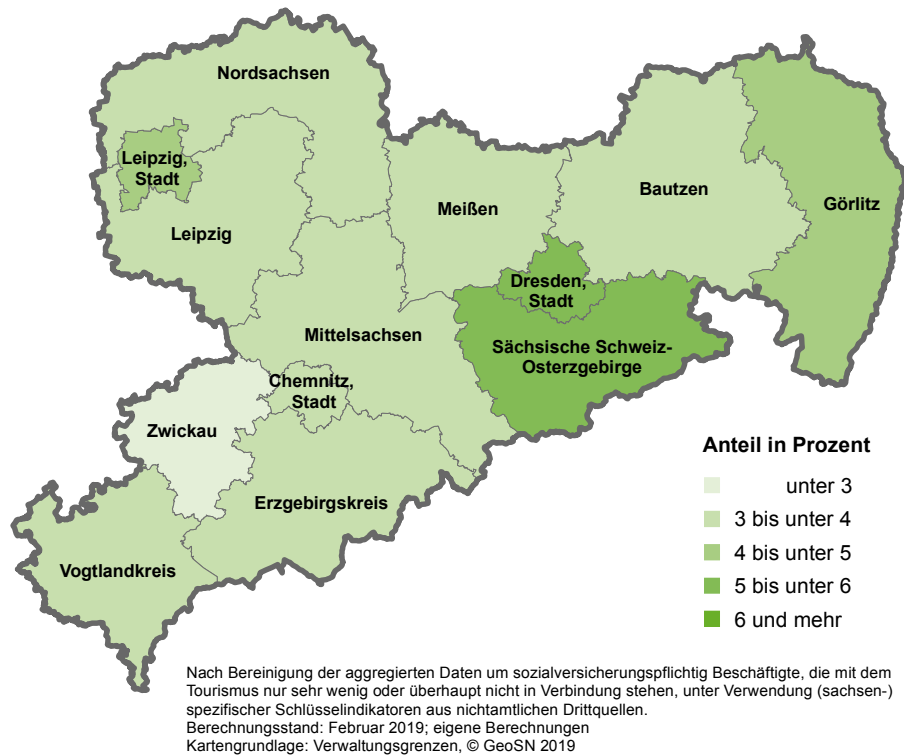 Nordsachsen
Leipzig,
Stadt
Leipzig
Meißen
Bautzen
Görlitz
Dresden,
Stadt
Mittelsachsen
Sächsische Schweiz-
Osterzgebirge
Chemnitz,
Stadt
Zwickau
Erzgebirgskreis
Vogtlandkreis
Anteil in Prozent
unter 3
3 bis unter 4
4 bis unter 5
5 bis unter 6
6 und mehr
Nach Bereinigung der aggregierten Daten um sozialversicherungspflichtig Beschäftigte, die mit dem
Tourismus nur sehr wenig oder überhaupt nicht in Verbindung stehen, unter Verwendung (sachsen-)
spezifischer Schlüsselindikatoren aus nichtamtlichen Drittquellen.
Berechnungsstand: Februar 2019; eigene Berechnungen
Kartengrundlage: Verwaltungsgrenzen, © GeoSN 2019